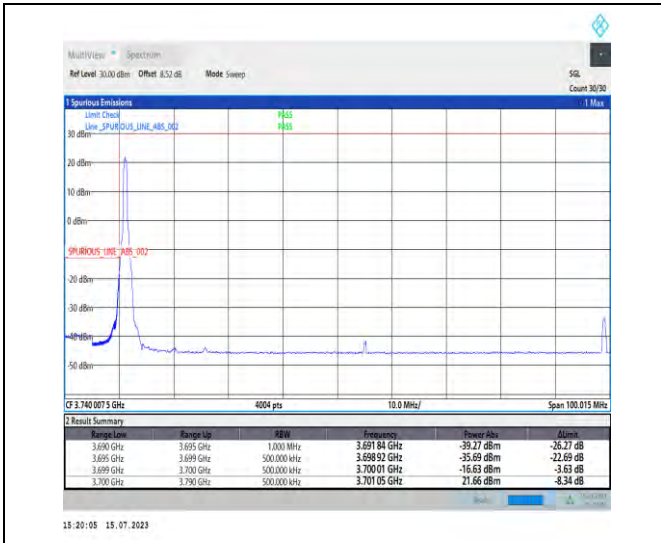 MultiView Spectrum
Ref Level 30.00 dBm Offset 8.52 dB Mode Sweep SGL
Count 30/30
1 Spurious Emissions 1 Max
Limit Check PASS
Line _SPURIOUS_LINE_ABS_002 PASS
30 dBm
20 dBm
10 dBm
0 dBm
SPURIOUS_LINE_ABS_002
-20 dBm
-30 dBm
-40 dBm
-50 dBm
CF 3.740 007 5 GHz 4004 pts 10.0 MHz/ Span 100.015 MHz
2 Result Summary
Range Low Range Up RBW Frequency Power Abs ΔLimit
3.690 GHz 3.695 GHz 1.000 MHz 3.691 84 GHz -39.27 dBm -26.27 dB
3.695 GHz 3.699 GHz 500.000 kHz 3.698 92 GHz -35.69 dBm -22.69 dB
3.699 GHz 3.700 GHz 500.000 kHz 3.700 01 GHz -16.63 dBm -3.63 dB
3.700 GHz 3.790 GHz 500.000 kHz 3.701 05 GHz 21.66 dBm -8.34 dB
15:20:05 15.07.2023